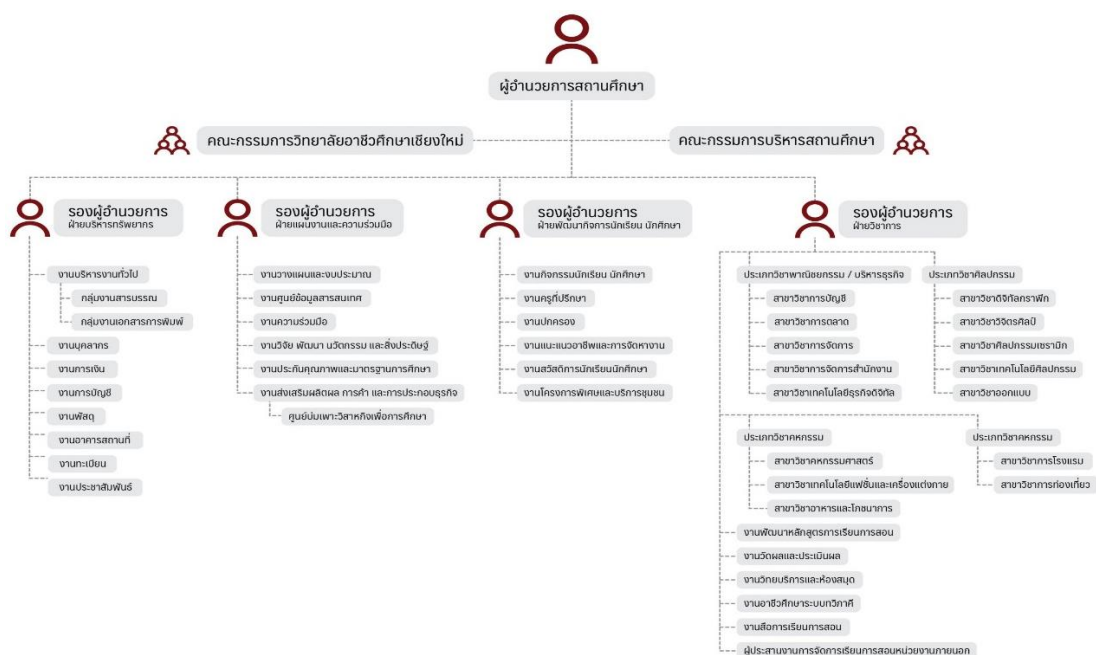 ผู้อำนวยการสถานศึกษา
คณะกรรมการวิทยาลัยอาชีวศึกษาเชียงใหม่
คณะกรรมการบริหารสถานศึกษา
รองผู้อำนวยการ
ฝ่ายบริหารทรัพยากร
งานบริหารงานทั่วไป
กลุ่มงานสารบรรณ
กลุ่มงานเอกสารการพิมพ์
งานบุคลากร
งานการเงิน
งานการบัญชี
งานพัสดุ
งานอาคารสถานที่
งานทะเบียน
งานประชาสัมพันธ์
รองผู้อำนวยการ
ฝ่ายแผนงานและความร่วมมือ
งานวางแผนและงบประมาณ
งานศูนย์ข้อมูลสารสนเทศ
งานความร่วมมือ
งานวิจัย พัฒนา นวัตกรรม และสิ่งประดิษฐ์
งานประกันคุณภาพและมาตรฐานการศึกษา
งานส่งเสริมผลิตผล การค้า และการประกอบธุรกิจ
ศูนย์บ่มเพาะวิสาหกิจเพื่อการศึกษา
รองผู้อำนวยการ
ฝ่ายพัฒนากิจการนักเรียน นักศึกษา
งานกิจกรรมนักเรียน นักศึกษา
งานครูที่ปรึกษา
งานปกครอง
งานแนะแนวอาชีพและการจัดหางาน
งานสวัสดิการนักเรียนนักศึกษา
งานโครงการพิเศษและบริการชุมชน
รองผู้อำนวยการ
ฝ่ายวิชาการ
ประเภทวิชาพาณิชยกรรม / บริหารธุรกิจ
สาขาวิชาการบัญชี
สาขาวิชาการตลาด
สาขาวิชาการจัดการ
สาขาวิชาการจัดการสำนักงาน
สาขาวิชาเทคโนโลยีธุรกิจดิจิทัล
ประเภทวิชาศิลปกรรม
สาขาวิชาดิจิทัลกราฟิก
สาขาวิชาวิจิตรศิลป์
สาขาวิชาศิลปกรรมเซรามิก
สาขาวิชาเทคโนโลยีศิลปกรรม
สาขาวิชาออกแบบ
ประเภทวิชาคหกรรม
สาขาวิชาคหกรรมศาสตร์
สาขาวิชาเทคโนโลยีแฟชั่นและเครื่องแต่งกาย
สาขาวิชาอาหารและโภชนาการ
ประเภทวิชาคหกรรม
สาขาวิชาการโรงแรม
สาขาวิชาการท่องเที่ยว
งานพัฒนาหลักสูตรการเรียนการสอน
งานวัดผลและประเมินผล
งานวิทยบริการและห้องสมุด
งานอาชีวศึกษาระบบทวิภาคี
งานสื่อการเรียนการสอน
ผู้ประสานงานการจัดการเรียนการสอนหน่วยงานภายนอก